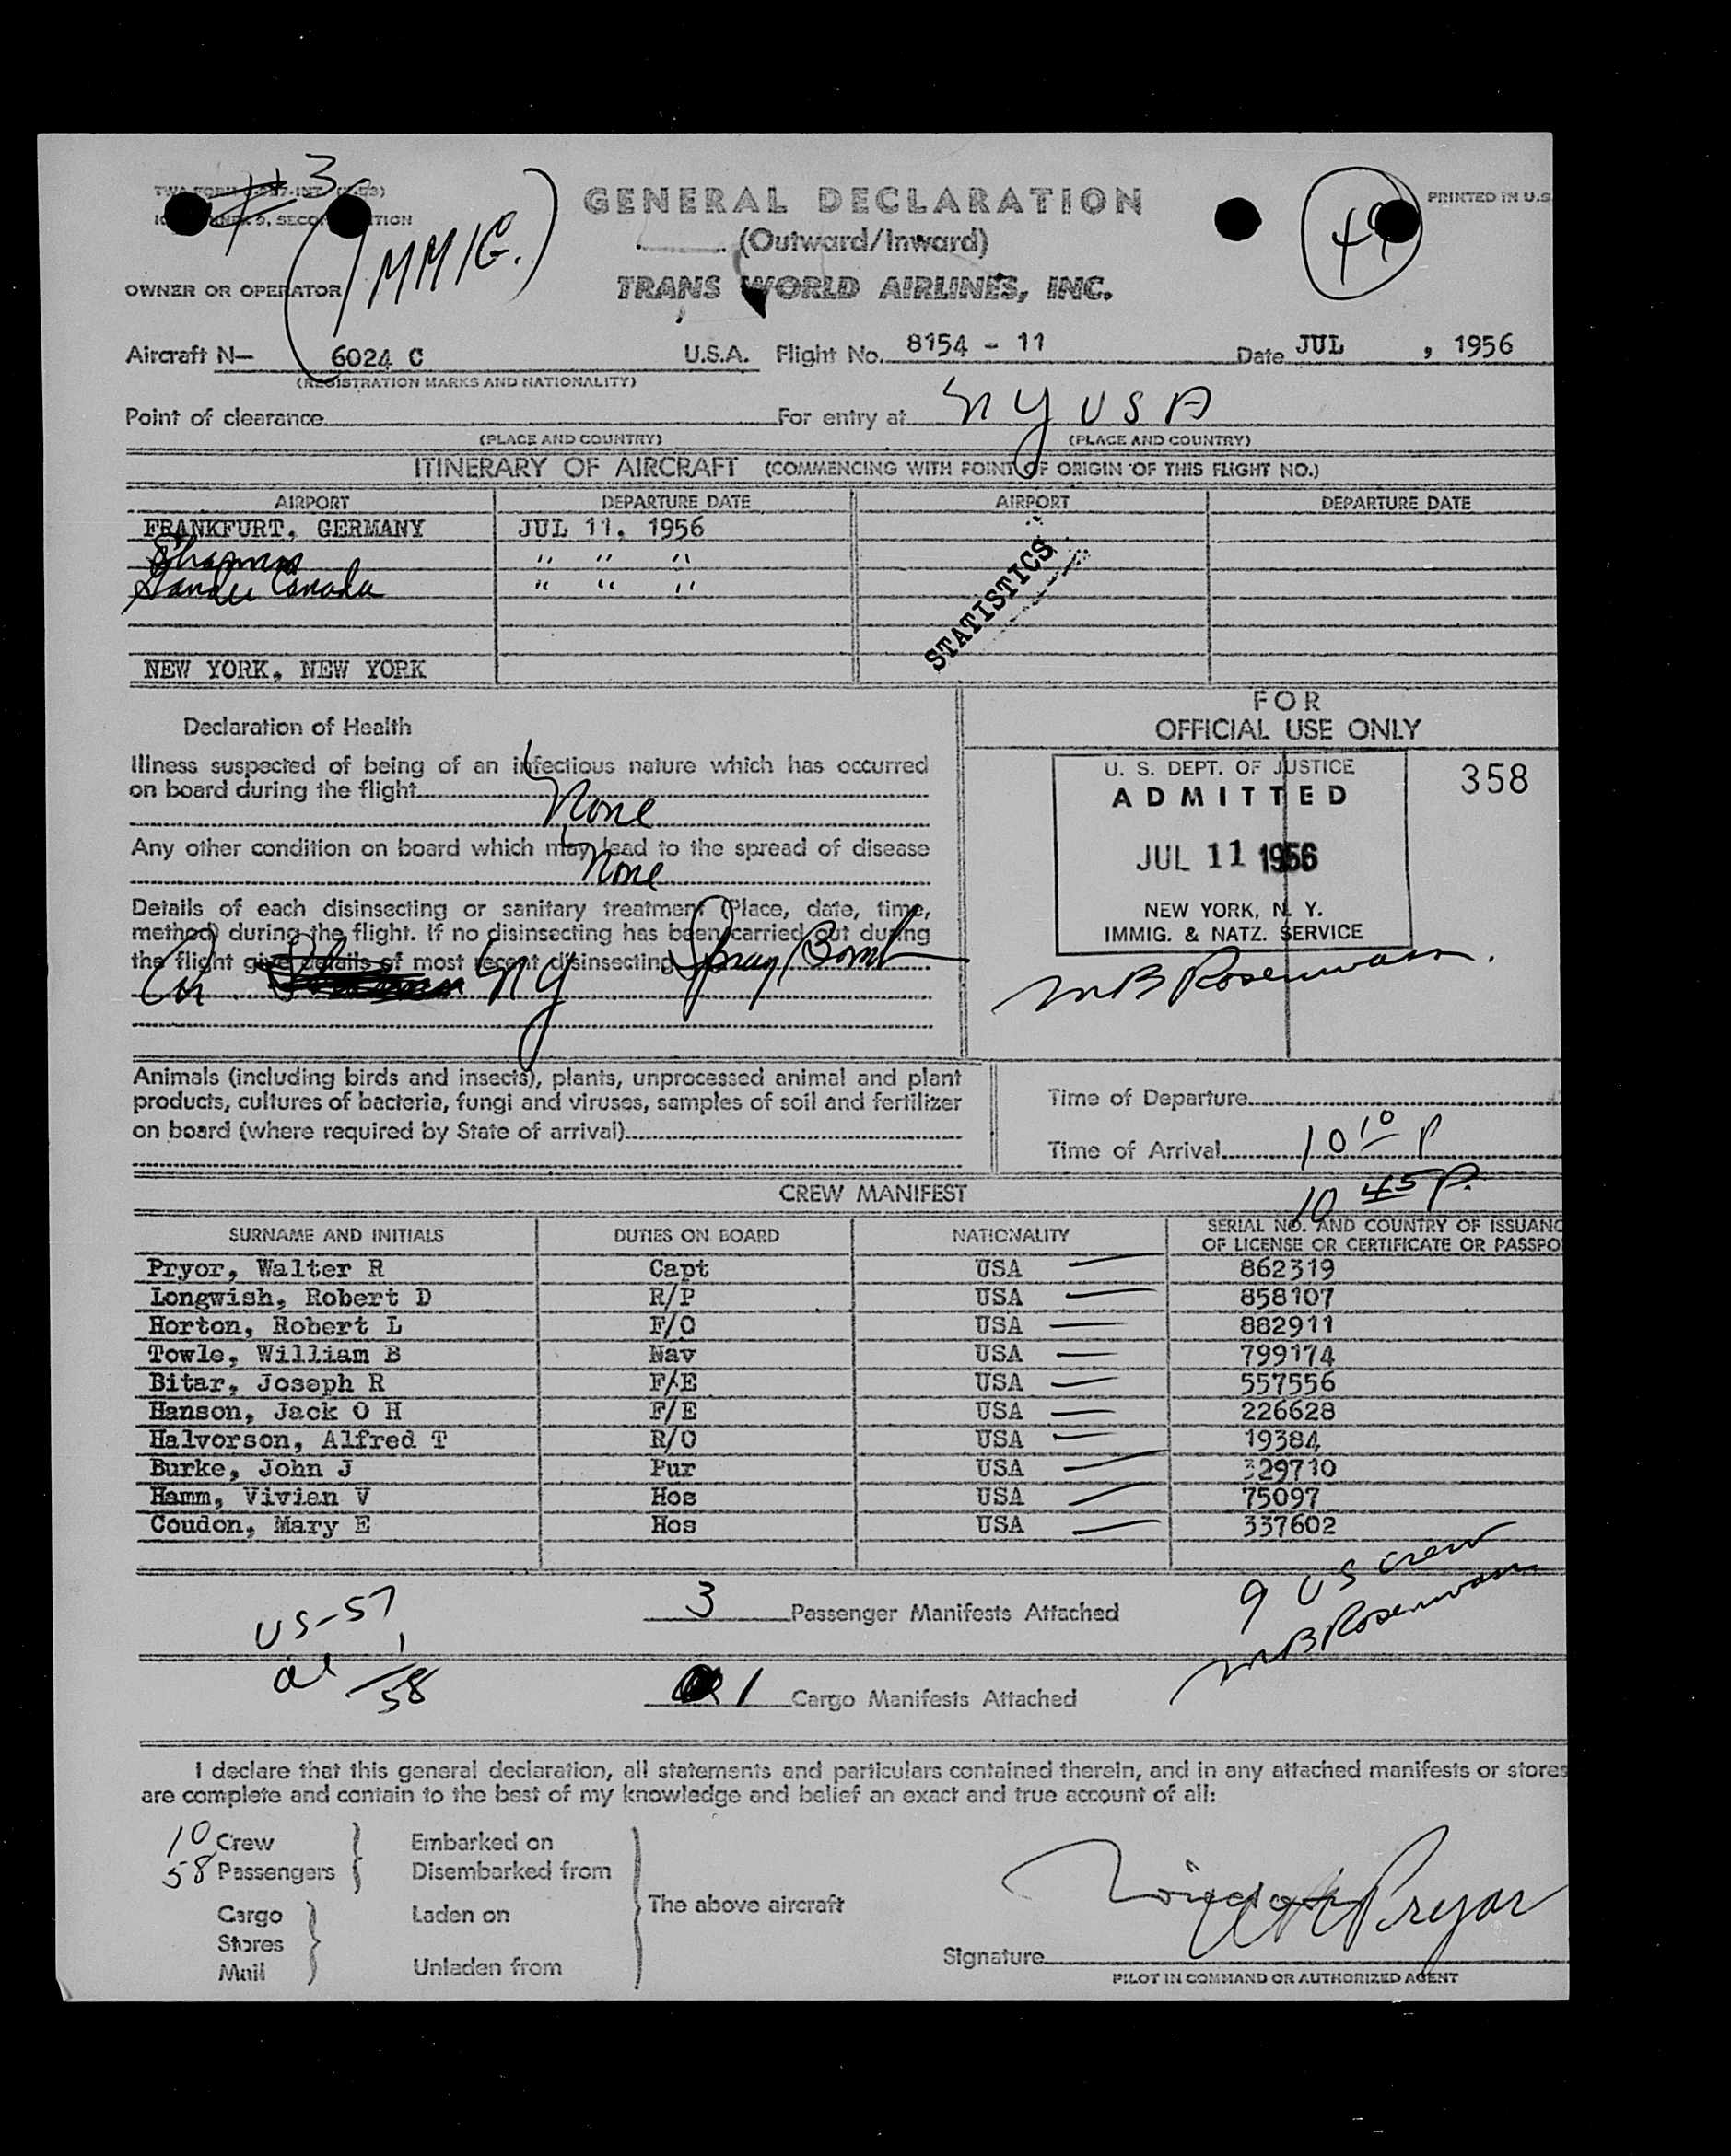 #3
GENERAL DECLARATION
PRINTED IN U.S.
49
(Outward/Inward)
(IMMIG.)
OWNER OR OPERATOR
TRANS WORLD AIRLINES, INC.
Aircraft N— 6024 C U.S.A. Flight No. 8154 - 11 Date JUL , 1956
(REGISTRATION MARKS AND NATIONALITY)
Point of clearance For entry at NY USA
(PLACE AND COUNTRY) (PLACE AND COUNTRY)
ITINERARY OF AIRCRAFT (COMMENCING WITH POINT OF ORIGIN OF THIS FLIGHT NO.)
AIRPORT DEPARTURE DATE AIRPORT DEPARTURE DATE
FRANKFURT, GERMANY JUL 11, 1956
Shannon " " "
Gander Canada " " "
STATISTICS
NEW YORK, NEW YORK
FOR
OFFICIAL USE ONLY
Declaration of Health
Illness suspected of being of an infectious nature which has occurred
on board during the flight
None
Any other condition on board which may lead to the spread of disease
None
Details of each disinsecting or sanitary treatment (Place, date, time,
method) during the flight. If no disinsecting has been carried out during
the flight give details of most recent disinsecting Spray Bomb
NY
U. S. DEPT. OF JUSTICE
ADMITTED
358
JUL 11 1956
NEW YORK, N. Y.
IMMIG. & NATZ. SERVICE
Animals (including birds and insects), plants, unprocessed animal and plant
products, cultures of bacteria, fungi and viruses, samples of soil and fertilizer
on board (where required by State of arrival)
Time of Departure
Time of Arrival 10 10 P
10 45 P.
CREW MANIFEST
SURNAME AND INITIALS DUTIES ON BOARD NATIONALITY SERIAL NO. AND COUNTRY OF ISSUANC
OF LICENSE OR CERTIFICATE OR PASSPO
Pryor, Walter R Capt USA 862319
Longwish, Robert D R/P USA 858107
Horton, Robert L F/O USA 882911
Towle, William B Nav USA 799174
Bitar, Joseph R F/E USA 557556
Hanson, Jack O H F/E USA 226628
Halvorson, Alfred T R/O USA 19384
Burke, John J Pur USA 329710
Hamm, Vivian V Hos USA 75097
Coudon, Mary E Hos USA 337602
9 US Crew
US-57
3 Passenger Manifests Attached
al 1
58
1 Cargo Manifests Attached
I declare that this general declaration, all statements and particulars contained therein, and in any attached manifests or stores
are complete and contain to the best of my knowledge and belief an exact and true account of all:
10 Crew Embarked on
58 Passengers Disembarked from
The above aircraft
Cargo Laden on
Stores
Mail Unladen from
Signature W R Pryor
PILOT IN COMMAND OR AUTHORIZED AGENT